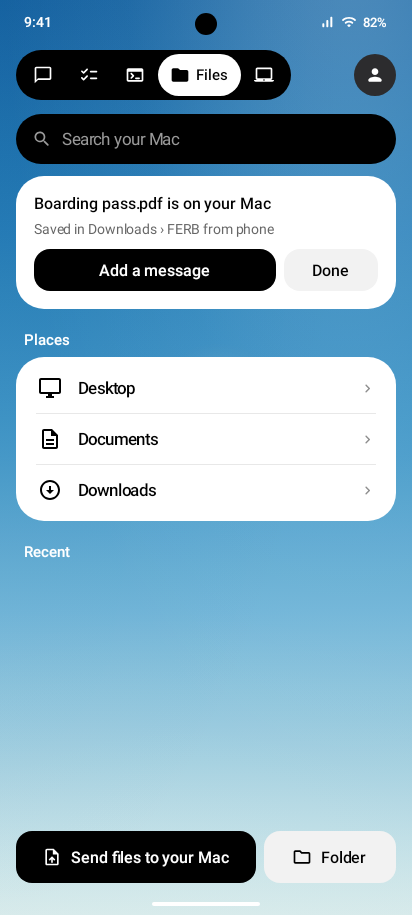 9:41
82%
Files
Search your Mac
Boarding pass.pdf is on your Mac
Saved in Downloads › FERB from phone
Add a message
Done
Places
Desktop
Documents
Downloads
Recent
Send files to your Mac
Folder